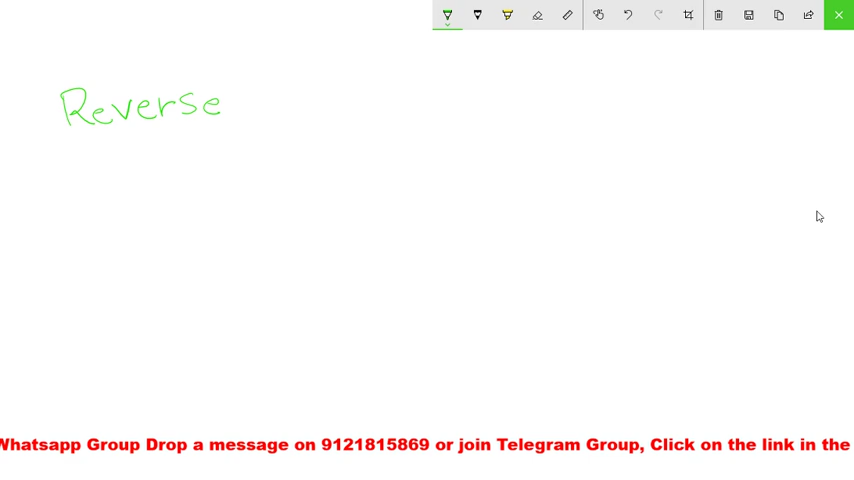 Reverse
Whatsapp Group Drop a message on 9121815869 or join Telegram Group, Click on the link in the